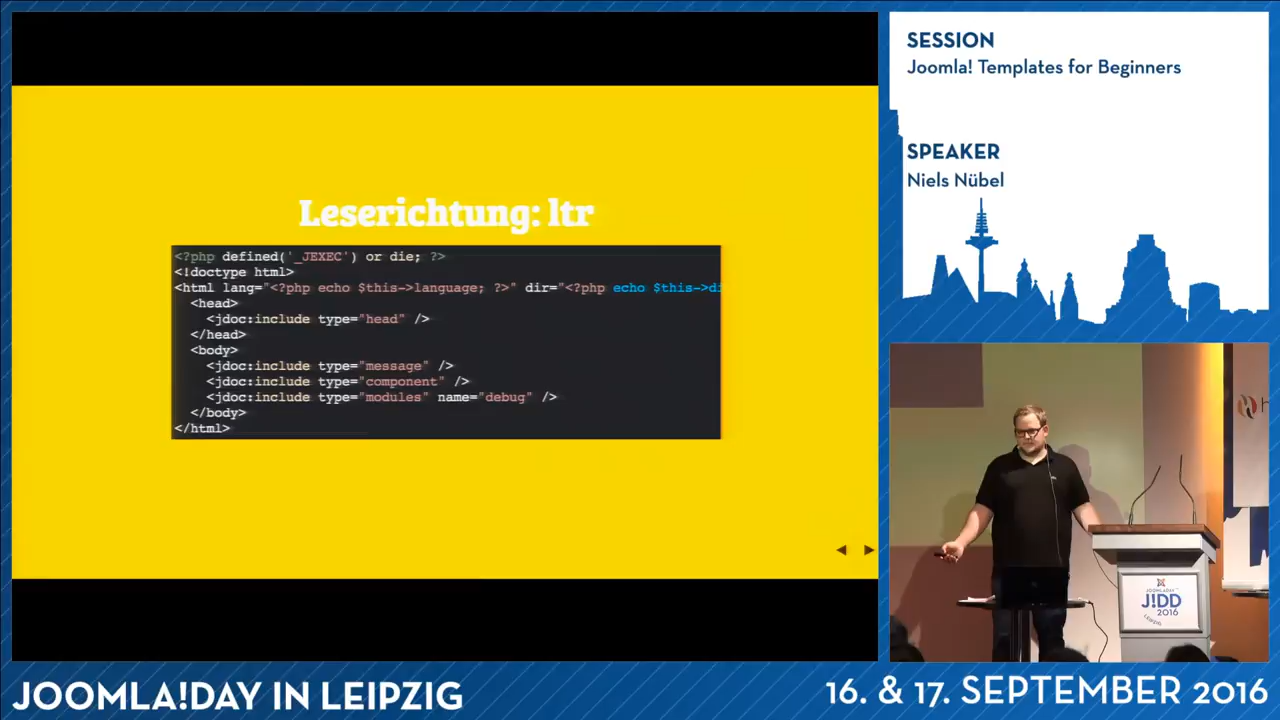 Leserichtung: ltr
<?php defined('_JEXEC') or die; ?>
<!doctype html>
<html lang="<?php echo $this->language; ?>" dir="<?php echo $this->di
<head>
<jdoc:include type="head" />
</head>
<body>
<jdoc:include type="message" />
<jdoc:include type="component" />
<jdoc:include type="modules" name="debug" />
</body>
</html>
SESSION
Joomla! Templates for Beginners
SPEAKER
Niels Nübel
JOOMLA!DAY
J!DD
2016
JOOMLA!DAY IN LEIPZIG
16. & 17. SEPTEMBER 2016